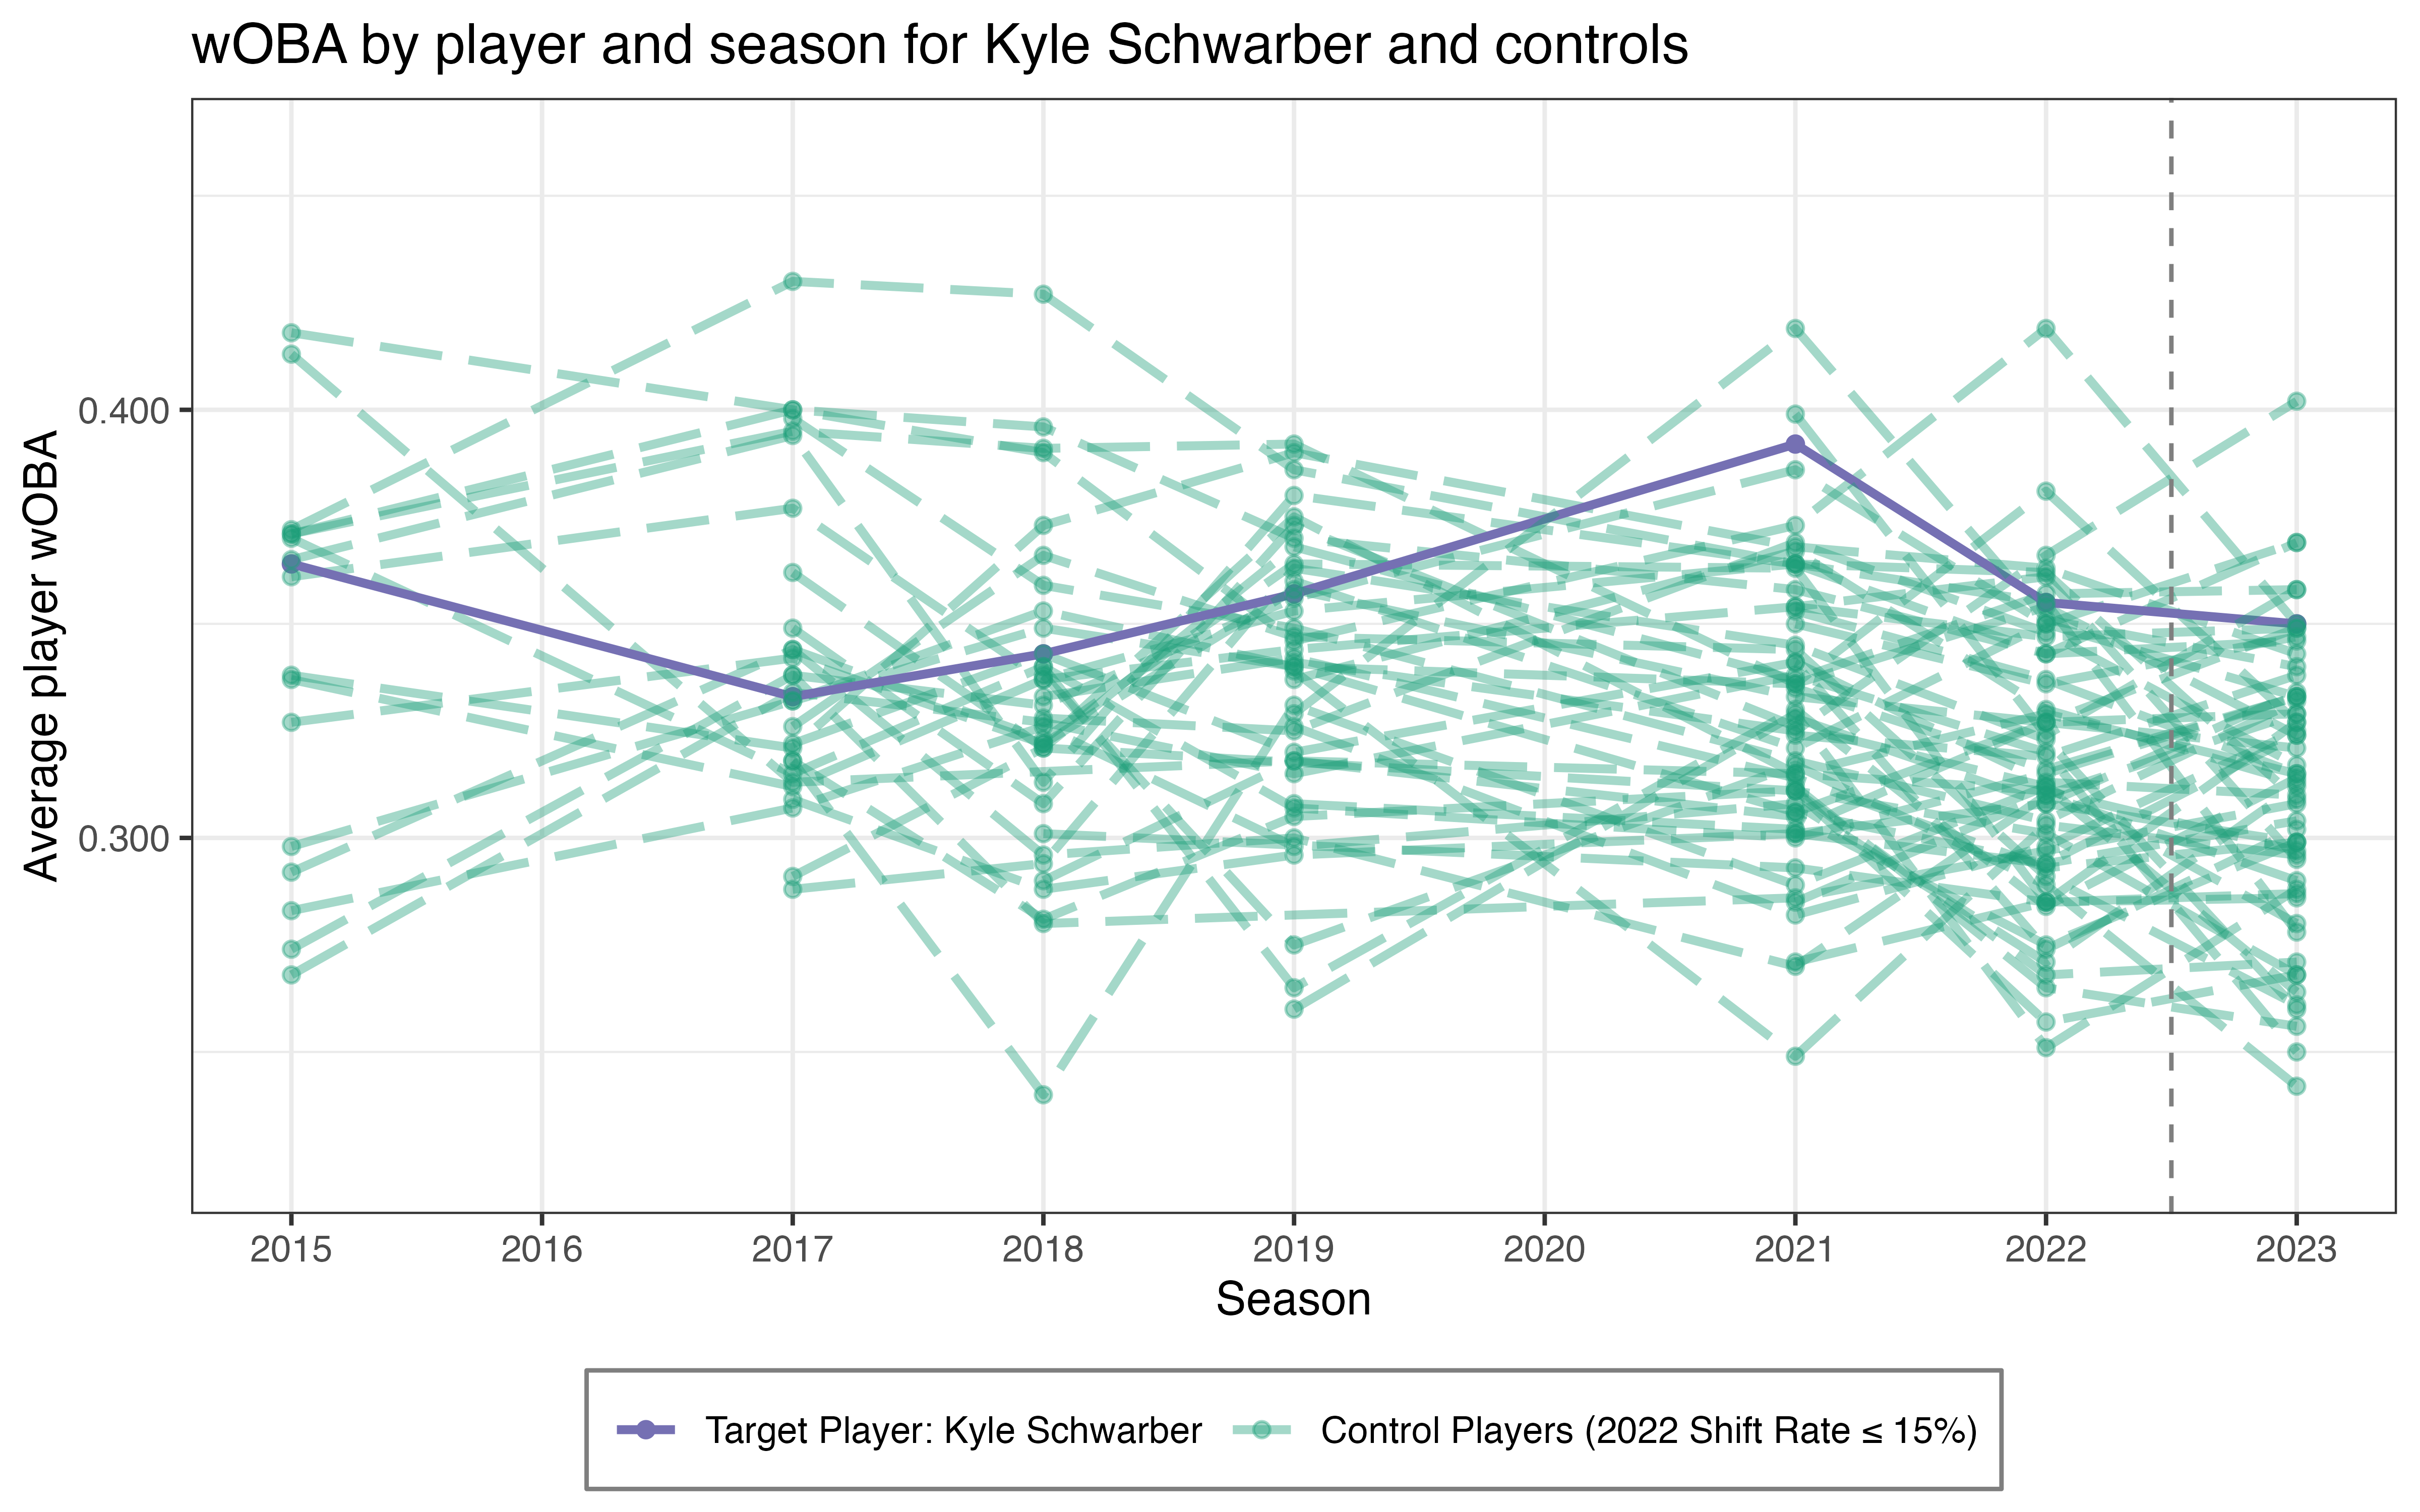 wOBA by player and season for Kyle Schwarber and controls
Average player wOBA
0.400
0.300
2015 2016 2017 2018 2019 2020 2021 2022 2023
Season
Target Player: Kyle Schwarber Control Players (2022 Shift Rate ≤ 15%)